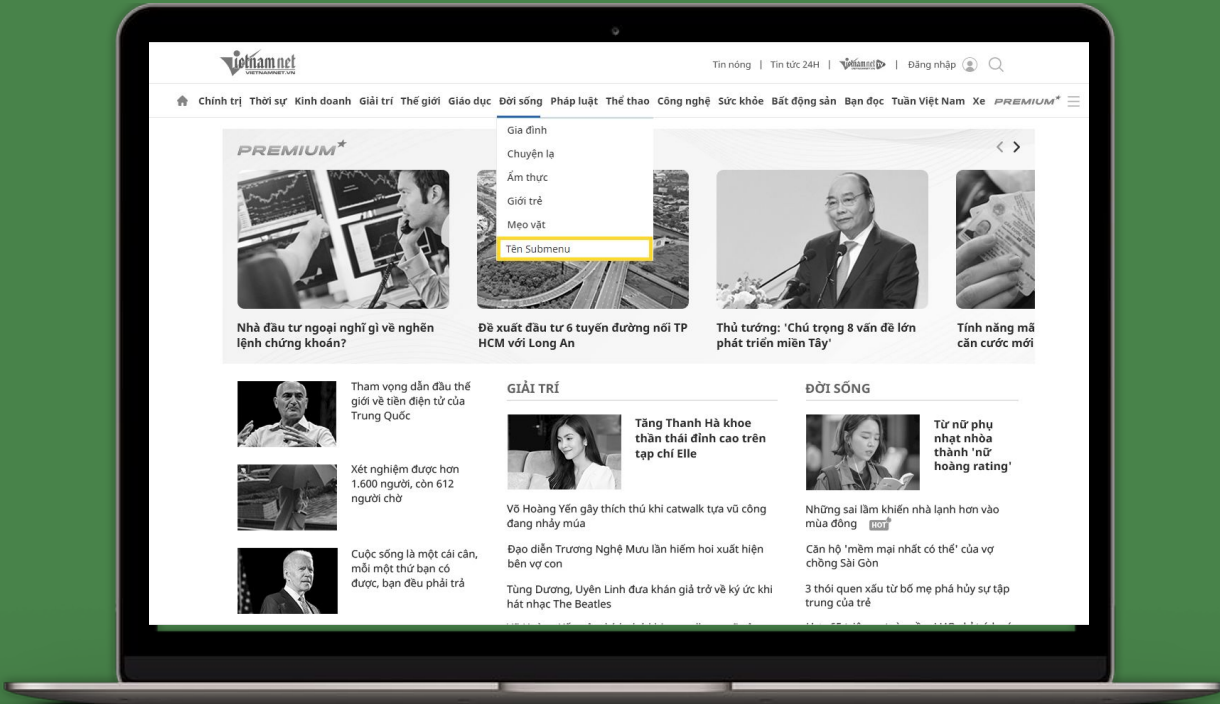 Vietnamnet
VIETNAMNET.VN
Tin nóng | Tin tức 24H | Vietnamnet | Đăng nhập
Chính trị Thời sự Kinh doanh Giải trí Thế giới Giáo dục Đời sống Pháp luật Thể thao Công nghệ Sức khỏe Bất động sản Bạn đọc Tuần Việt Nam Xe PREMIUM
Gia đình
Chuyện lạ
Ẩm thực
Giới trẻ
Mẹo vặt
Tên Submenu
PREMIUM
Nhà đầu tư ngoại nghĩ gì về nghẽn
lệnh chứng khoán?
Đề xuất đầu tư 6 tuyến đường nối TP
HCM với Long An
Thủ tướng: 'Chú trọng 8 vấn đề lớn
phát triển miền Tây'
Tính năng mã
căn cước mới
Tham vọng dẫn đầu thế
giới về tiền điện tử của
Trung Quốc
Xét nghiệm được hơn
1.600 người, còn 612
người chờ
Cuộc sống là một cái cân,
mỗi một thứ bạn có
được, bạn đều phải trả
GIẢI TRÍ
Tăng Thanh Hà khoe
thần thái đỉnh cao trên
tạp chí Elle
Võ Hoàng Yến gây thích thú khi catwalk tựa vũ công
đang nhảy múa
Đạo diễn Trương Nghệ Mưu lần hiếm hoi xuất hiện
bên vợ con
Tùng Dương, Uyên Linh đưa khán giả trở về ký ức khi
hát nhạc The Beatles
ĐỜI SỐNG
Từ nữ phụ
nhạt nhòa
thành 'nữ
hoàng rating'
Những sai lầm khiến nhà lạnh hơn vào
mùa đông HOT
Căn hộ 'mềm mại nhất có thể' của vợ
chồng Sài Gòn
3 thói quen xấu từ bố mẹ phá hủy sự tập
trung của trẻ